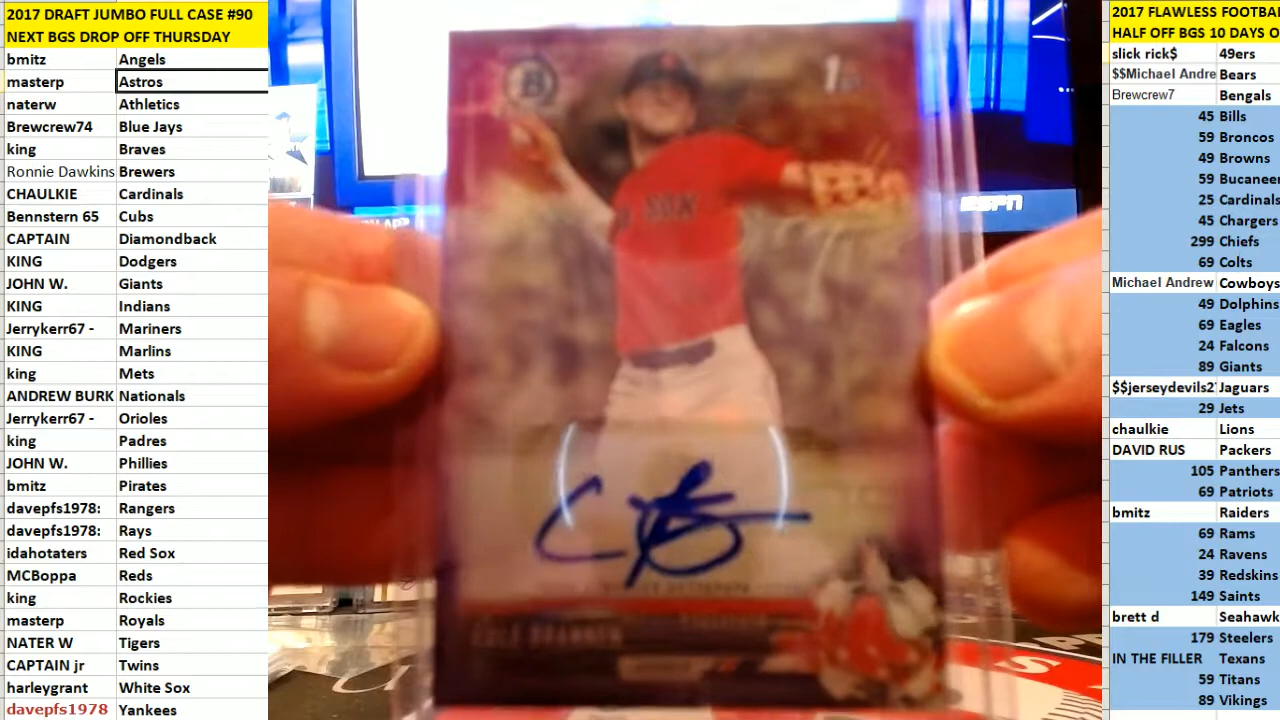 2017 DRAFT JUMBO FULL CASE #90
NEXT BGS DROP OFF THURSDAY
bmitz Angels
masterp Astros
naterw Athletics
Brewcrew74 Blue Jays
king Braves
Ronnie Dawkins Brewers
CHAULKIE Cardinals
Bennstern 65 Cubs
CAPTAIN Diamondback
KING Dodgers
JOHN W. Giants
KING Indians
Jerrykerr67 - Mariners
KING Marlins
king Mets
ANDREW BURK Nationals
Jerrykerr67 - Orioles
king Padres
JOHN W. Phillies
bmitz Pirates
davepfs1978: Rangers
davepfs1978: Rays
idahotaters Red Sox
MCBoppa Reds
king Rockies
masterp Royals
NATER W Tigers
CAPTAIN jr Twins
harleygrant White Sox
davepfs1978 Yankees
B
1
SOX
ESPN
COLE BRANNEN
2017 FLAWLESS FOOTBA
HALF OFF BGS 10 DAYS O
slick rick$ 49ers
$$Michael Andre Bears
Brewcrew7 Bengals
45 Bills
59 Broncos
49 Browns
59 Bucaneer
25 Cardinals
45 Chargers
299 Chiefs
69 Colts
Michael Andrew Cowboys
49 Dolphins
69 Eagles
24 Falcons
89 Giants
$$jerseydevils2 Jaguars
29 Jets
chaulkie Lions
DAVID RUS Packers
105 Panthers
69 Patriots
bmitz Raiders
69 Rams
24 Ravens
39 Redskins
149 Saints
brett d Seahawk
179 Steelers
IN THE FILLER Texans
59 Titans
89 Vikings